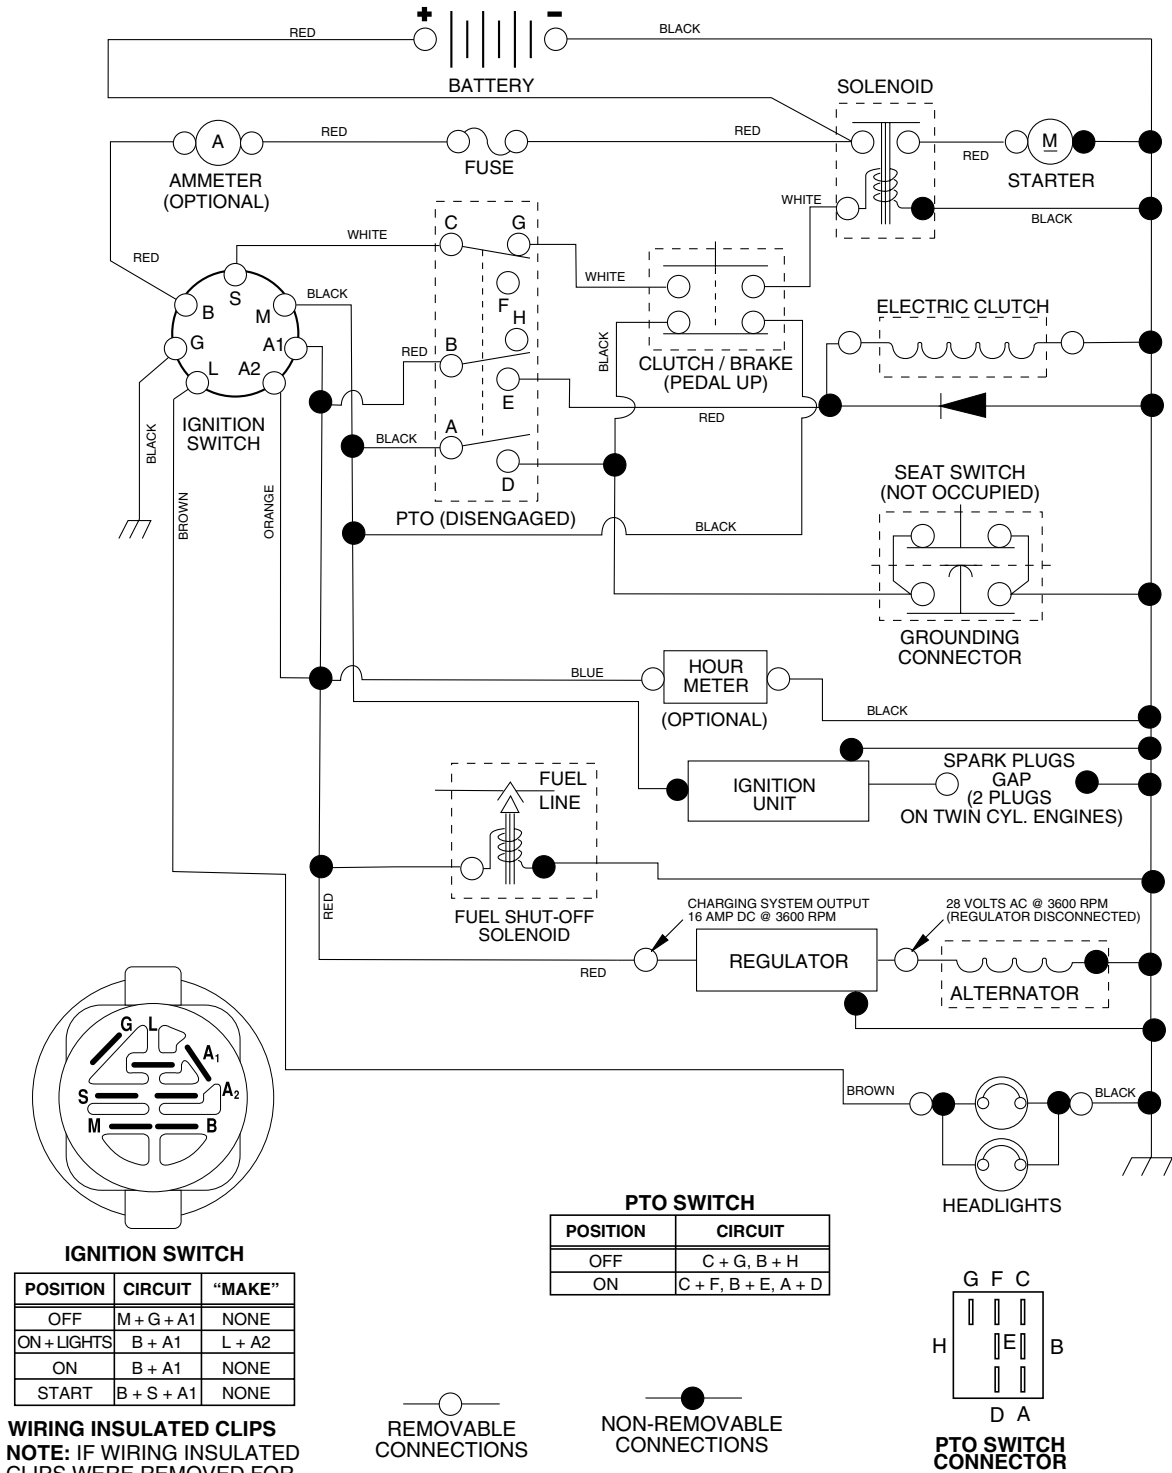 + -
RED
BLACK
BATTERY
SOLENOID
A
RED
RED
M
RED
FUSE
AMMETER
(OPTIONAL)
STARTER
WHITE
BLACK
C G
WHITE
RED
S
B
M
BLACK
WHITE
F
H
G
A1
L A2
RED
B
E
BLACK
CLUTCH / BRAKE
(PEDAL UP)
ELECTRIC CLUTCH
RED
IGNITION
SWITCH
BLACK
BLACK
A
D
BROWN
ORANGE
PTO (DISENGAGED)
BLACK
SEAT SWITCH
(NOT OCCUPIED)
GROUNDING
CONNECTOR
BLUE
HOUR
METER
(OPTIONAL)
BLACK
FUEL
LINE
IGNITION
UNIT
SPARK PLUGS
GAP
(2 PLUGS
ON TWIN CYL. ENGINES)
RED
FUEL SHUT-OFF
SOLENOID
CHARGING SYSTEM OUTPUT
16 AMP DC @ 3600 RPM
28 VOLTS AC @ 3600 RPM
(REGULATOR DISCONNECTED)
RED
REGULATOR
ALTERNATOR
G L
A1
S
A2
M B
BROWN
BLACK
HEADLIGHTS
IGNITION SWITCH
POSITION CIRCUIT “MAKE”
OFF M + G + A1 NONE
ON + LIGHTS B + A1 L + A2
ON B + A1 NONE
START B + S + A1 NONE
PTO SWITCH
POSITION CIRCUIT
OFF C + G, B + H
ON C + F, B + E, A + D
G F C
H E B
D A
PTO SWITCH
CONNECTOR
REMOVABLE
CONNECTIONS
NON-REMOVABLE
CONNECTIONS
WIRING INSULATED CLIPS
NOTE: IF WIRING INSULATED
CLIPS WERE REMOVED FOR